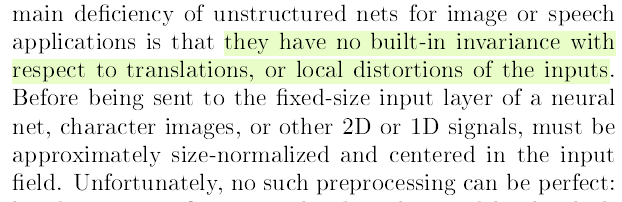 main deficiency of unstructured nets for image or speech
applications is that they have no built-in invariance with
respect to translations, or local distortions of the inputs.
Before being sent to the fixed-size input layer of a neural
net, character images, or other 2D or 1D signals, must be
approximately size-normalized and centered in the input
field. Unfortunately, no such preprocessing can be perfect: